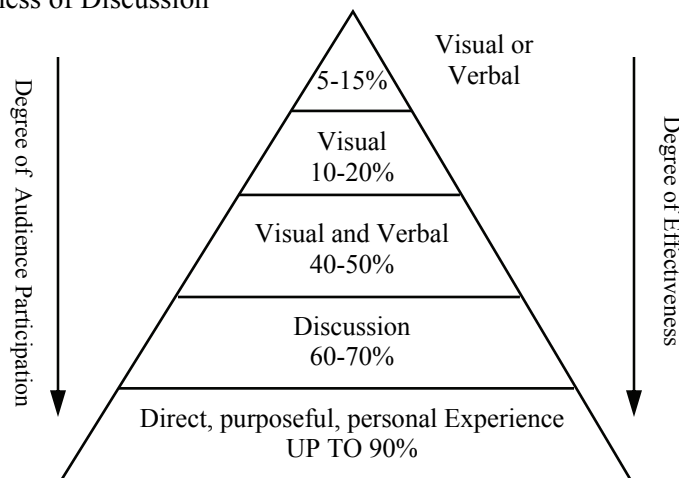 of Discussion
Visual or
Verbal
5-15%
Visual
10-20%
Visual and Verbal
40-50%
Discussion
60-70%
Direct, purposeful, personal Experience
UP TO 90%
Degree of Audience Participation
Degree of Effectiveness